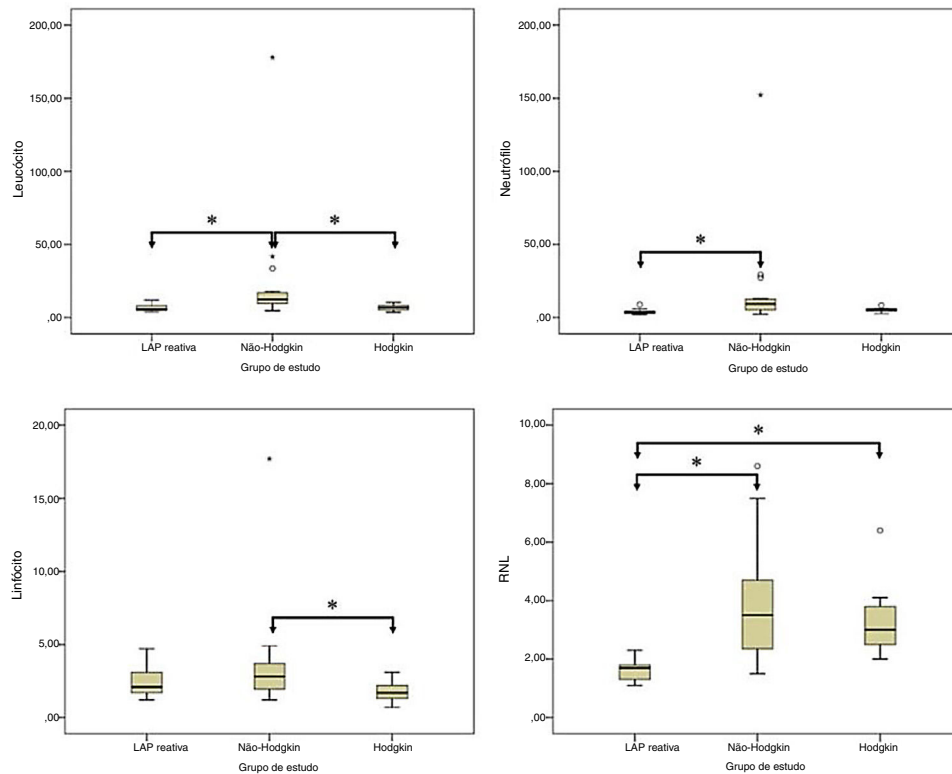 Leucócito
200,00
150,00
100,00
50,00
,00
*
*
LAP reativa
Não-Hodgkin
Hodgkin
Grupo de estudo
Neutrófilo
200,00
150,00
100,00
50,00
,00
*
LAP reativa
Não-Hodgkin
Hodgkin
Grupo de estudo
Linfócito
20,00
15,00
10,00
5,00
,00
*
LAP reativa
Não-Hodgkin
Hodgkin
Grupo de estudo
RNL
10,00
8,00
6,00
4,00
2,00
,00
*
*
LAP reativa
Não-Hodgkin
Hodgkin
Grupo de estudo